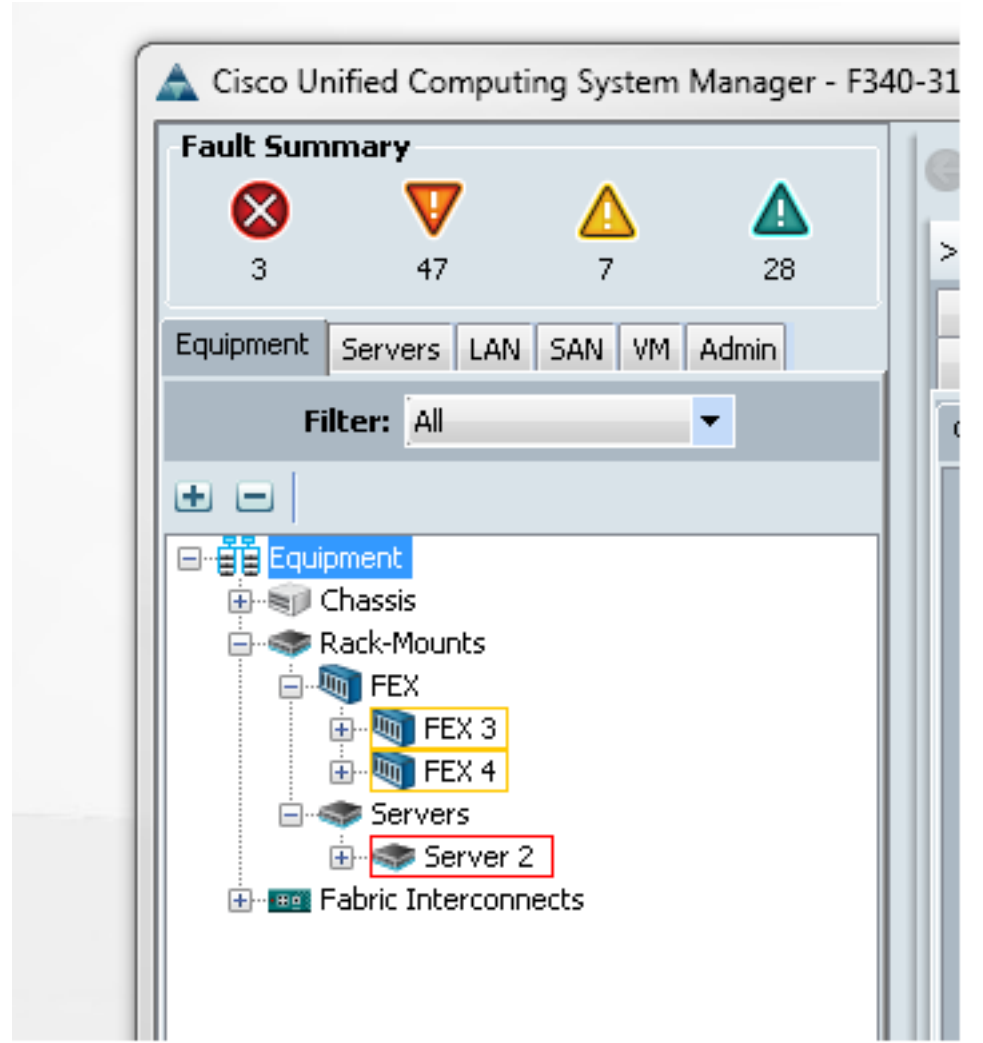 Cisco Unified Computing System Manager - F340-31
Fault Summary
3 47 7 28
Equipment Servers LAN SAN VM Admin
Filter: All
Equipment
Chassis
Rack-Mounts
FEX
FEX 3
FEX 4
Servers
Server 2
Fabric Interconnects